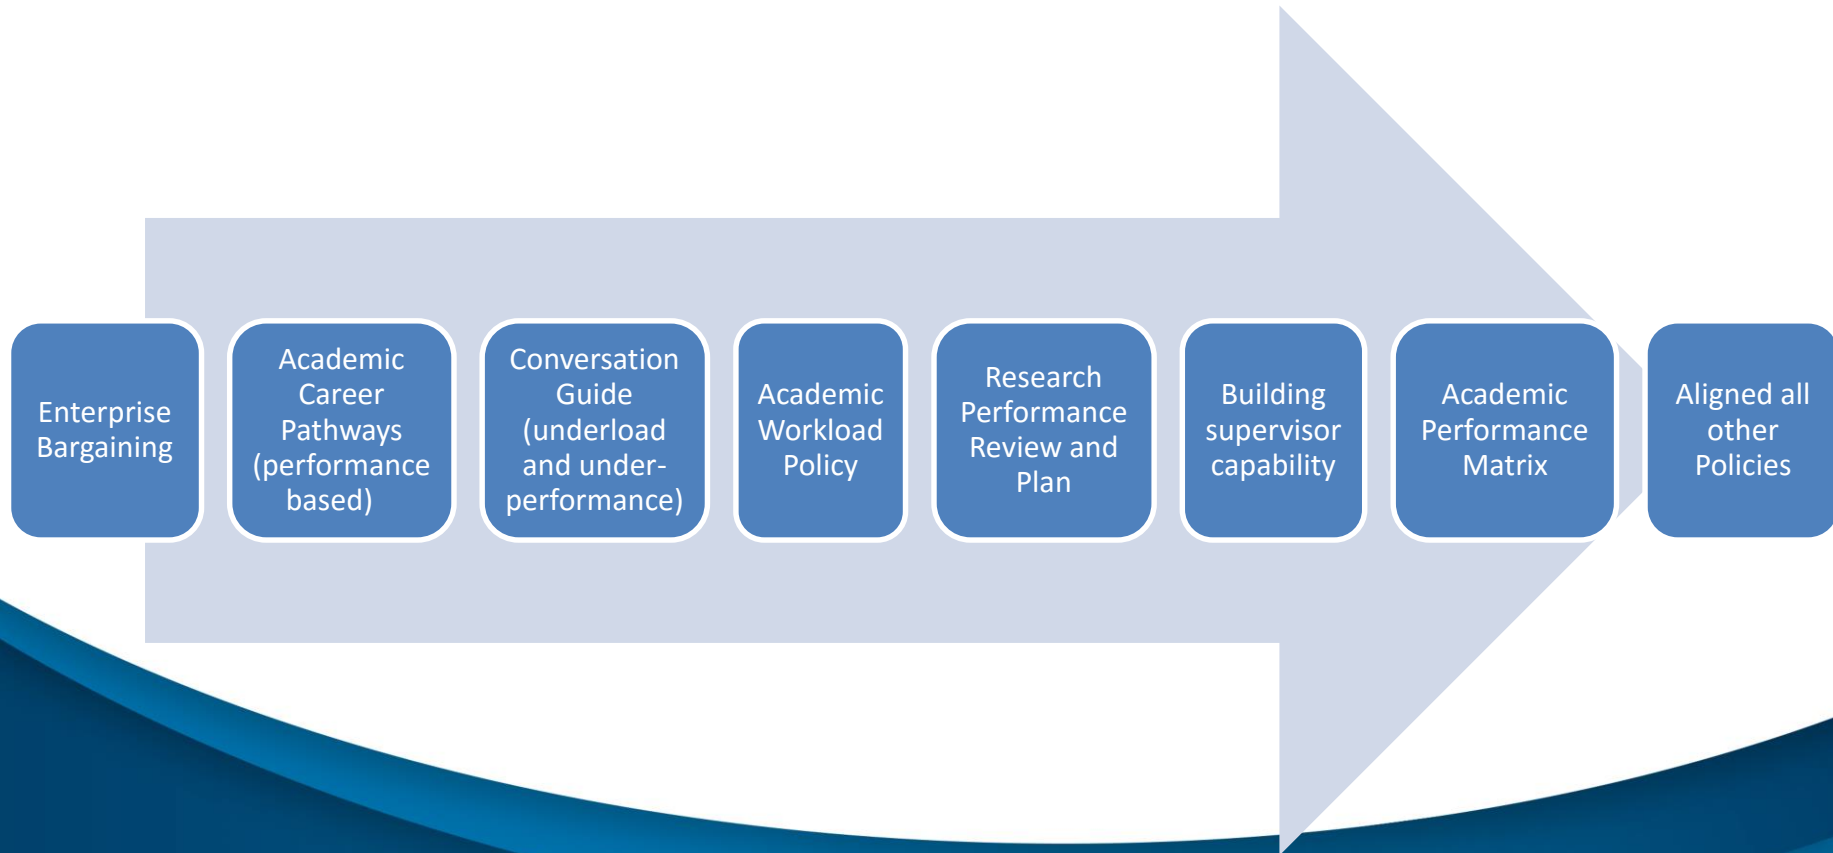 Enterprise
Bargaining
Academic
Career
Pathways
(performance
based)
Conversation
Guide
(underload
and under-
performance)
Academic
Workload
Policy
Research
Performance
Review and
Plan
Building
supervisor
capability
Academic
Performance
Matrix
Aligned all
other
Policies